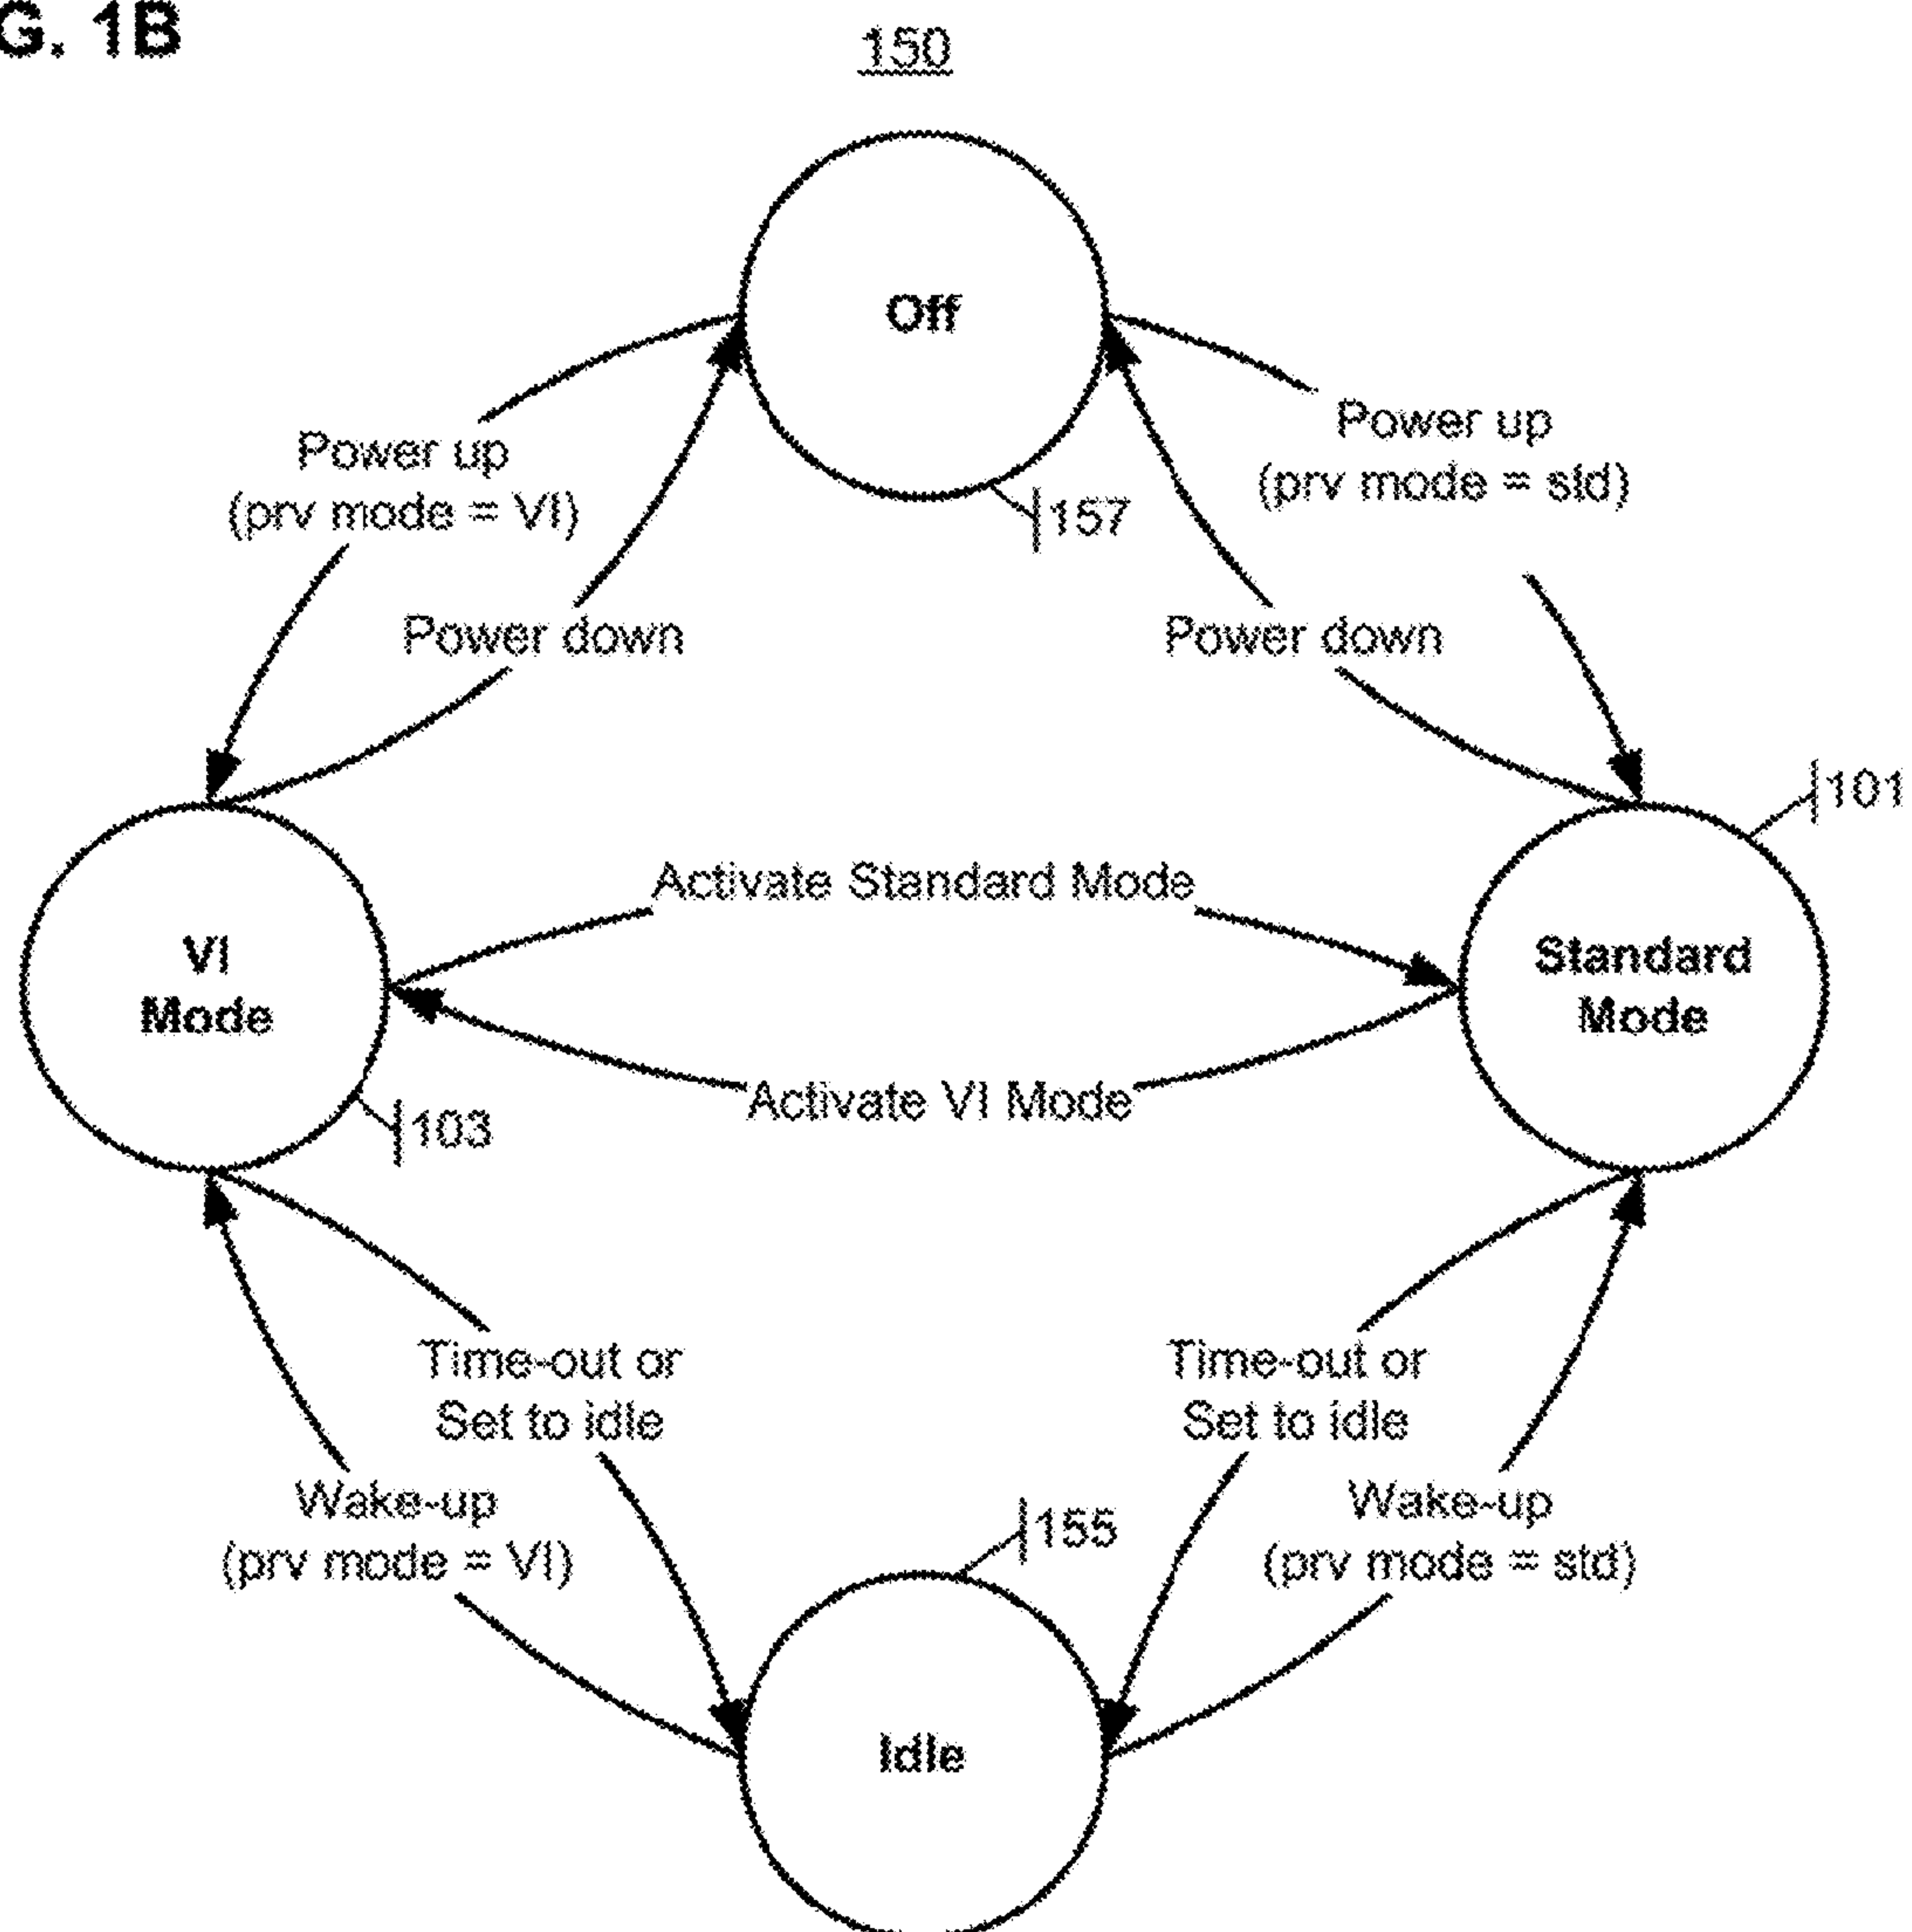 G. 1B
150
Off
157
Power up
(prv mode = VI)
Power up
(prv mode = std)
Power down
Power down
101
Activate Standard Mode
VI
Mode
Standard
Mode
Activate VI Mode
103
Time-out or
Set to idle
Time-out or
Set to idle
Wake-up
(prv mode = VI)
155
Wake-up
(prv mode = std)
Idle